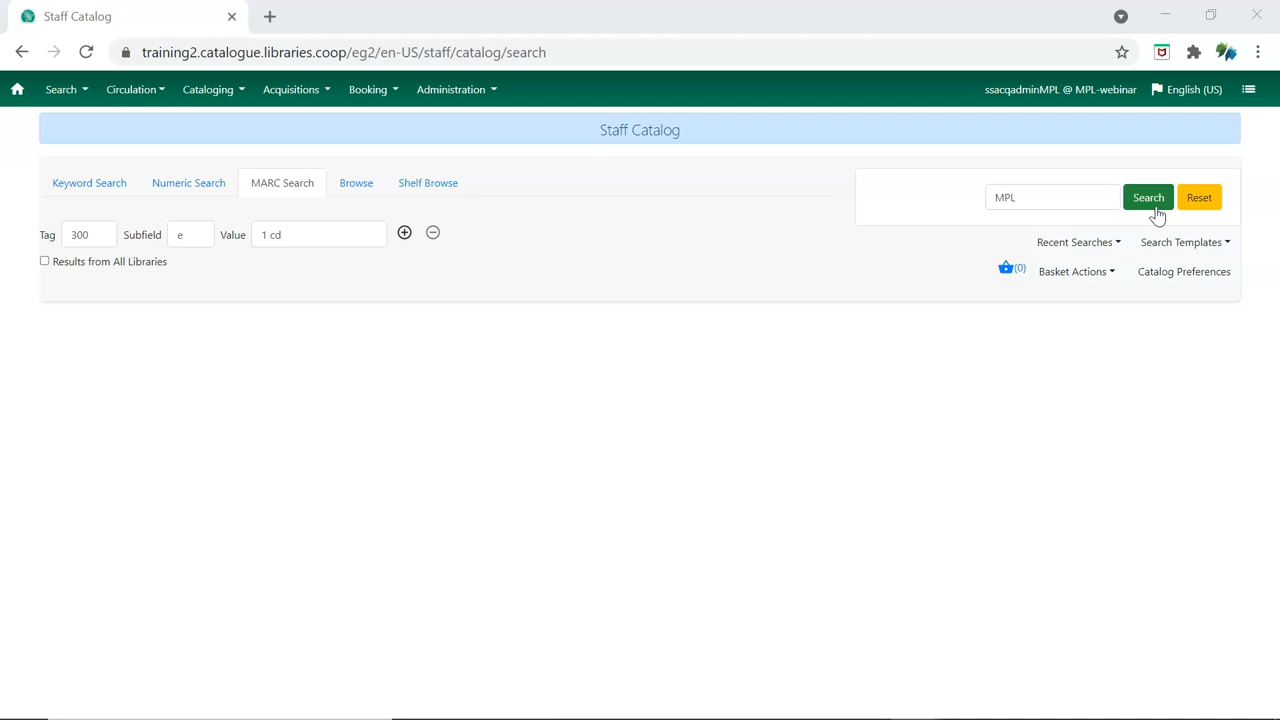 Staff Catalog
training2.catalogue.libraries.coop/eg2/en-US/staff/catalog/search
Search Circulation Cataloging Acquisitions Booking Administration ssacqadminMPL @ MPL-webinar English (US)
Staff Catalog
Keyword Search Numeric Search MARC Search Browse Shelf Browse
MPL Search Reset
Tag 300 Subfield e Value 1 cd
Recent Searches Search Templates
Results from All Libraries
(0) Basket Actions Catalog Preferences